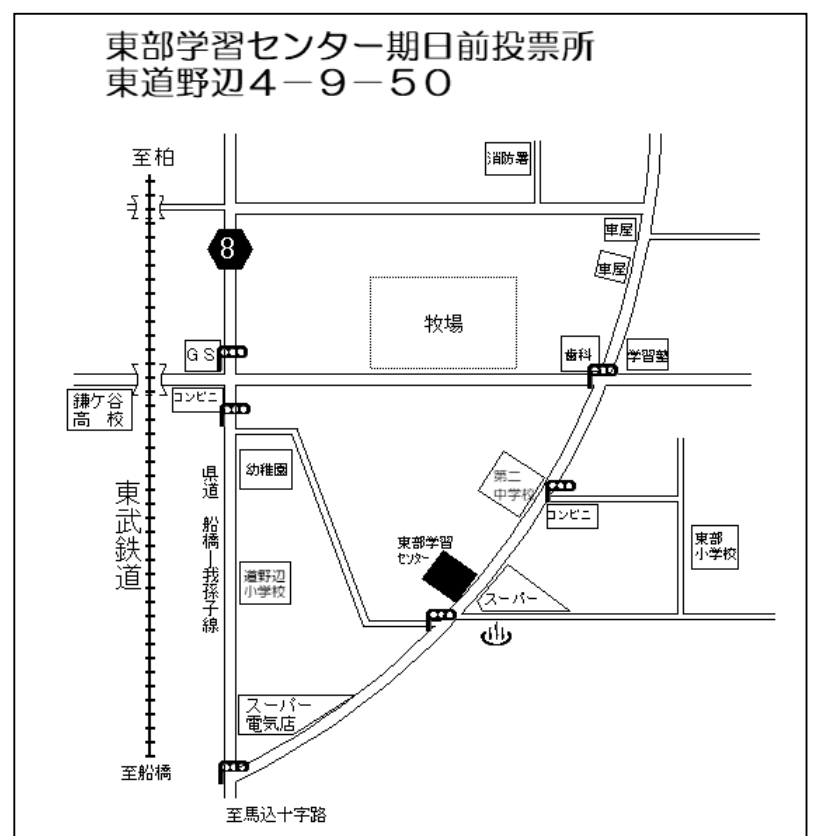 東部学習センター期日前投票所
東道野辺４－９－５０
至柏
消防署
車屋
8
車屋
牧場
ＧＳ
歯科
学習塾
コンビニ
鎌ケ谷
高 校
幼稚園
第二
中学校
県道 船橋―我孫子線
東武鉄道
コンビニ
東部学習
センター
東部
小学校
道野辺
小学校
スーパー
スーパー
電気店
至船橋
至馬込十字路